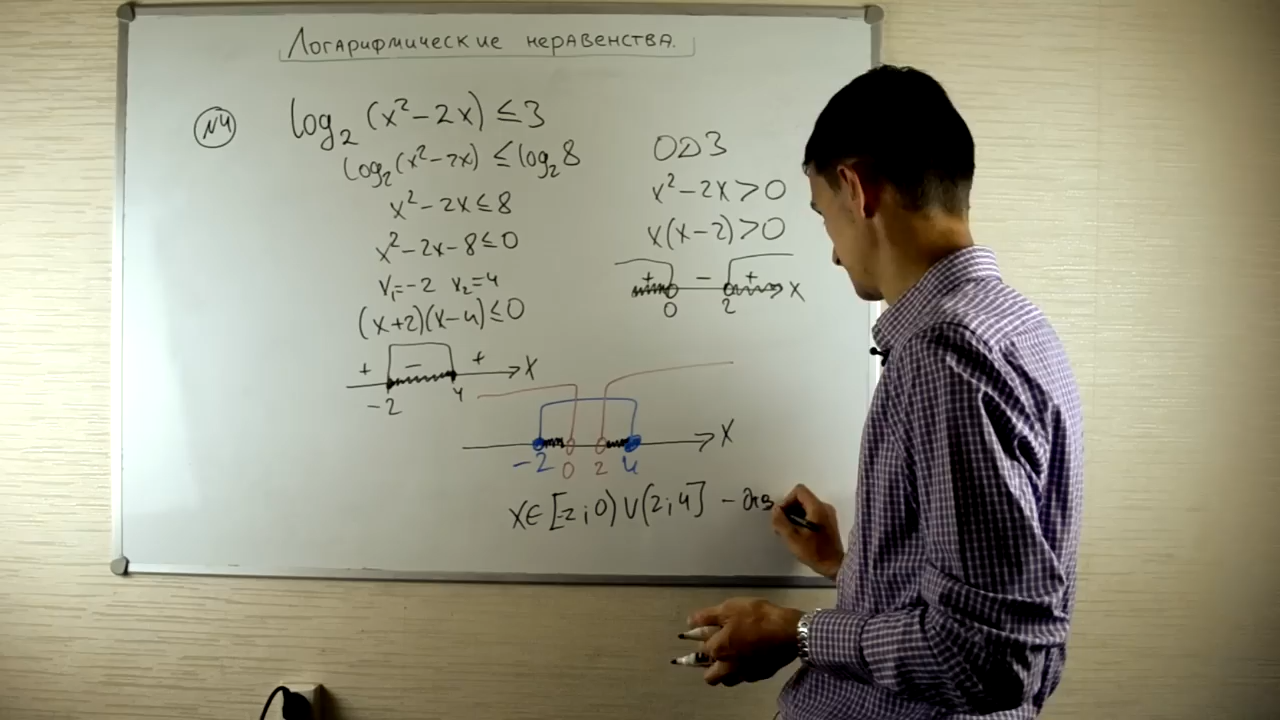 Логарифмические неравенства.
№4
log₂ (x² – 2x) ≤ 3
log₂(x² – 2x) ≤ log₂8
x² – 2x ≤ 8
x² – 2x – 8 ≤ 0
x₁= –2 x₂= 4
(x+2)(x–4) ≤ 0
+ – + X
–2 4
ОДЗ
x² – 2x > 0
x(x–2) > 0
+ – + X
0 2
X
–2 0 2 4
X∈ [-2; 0) ∪ (2; 4] – отв